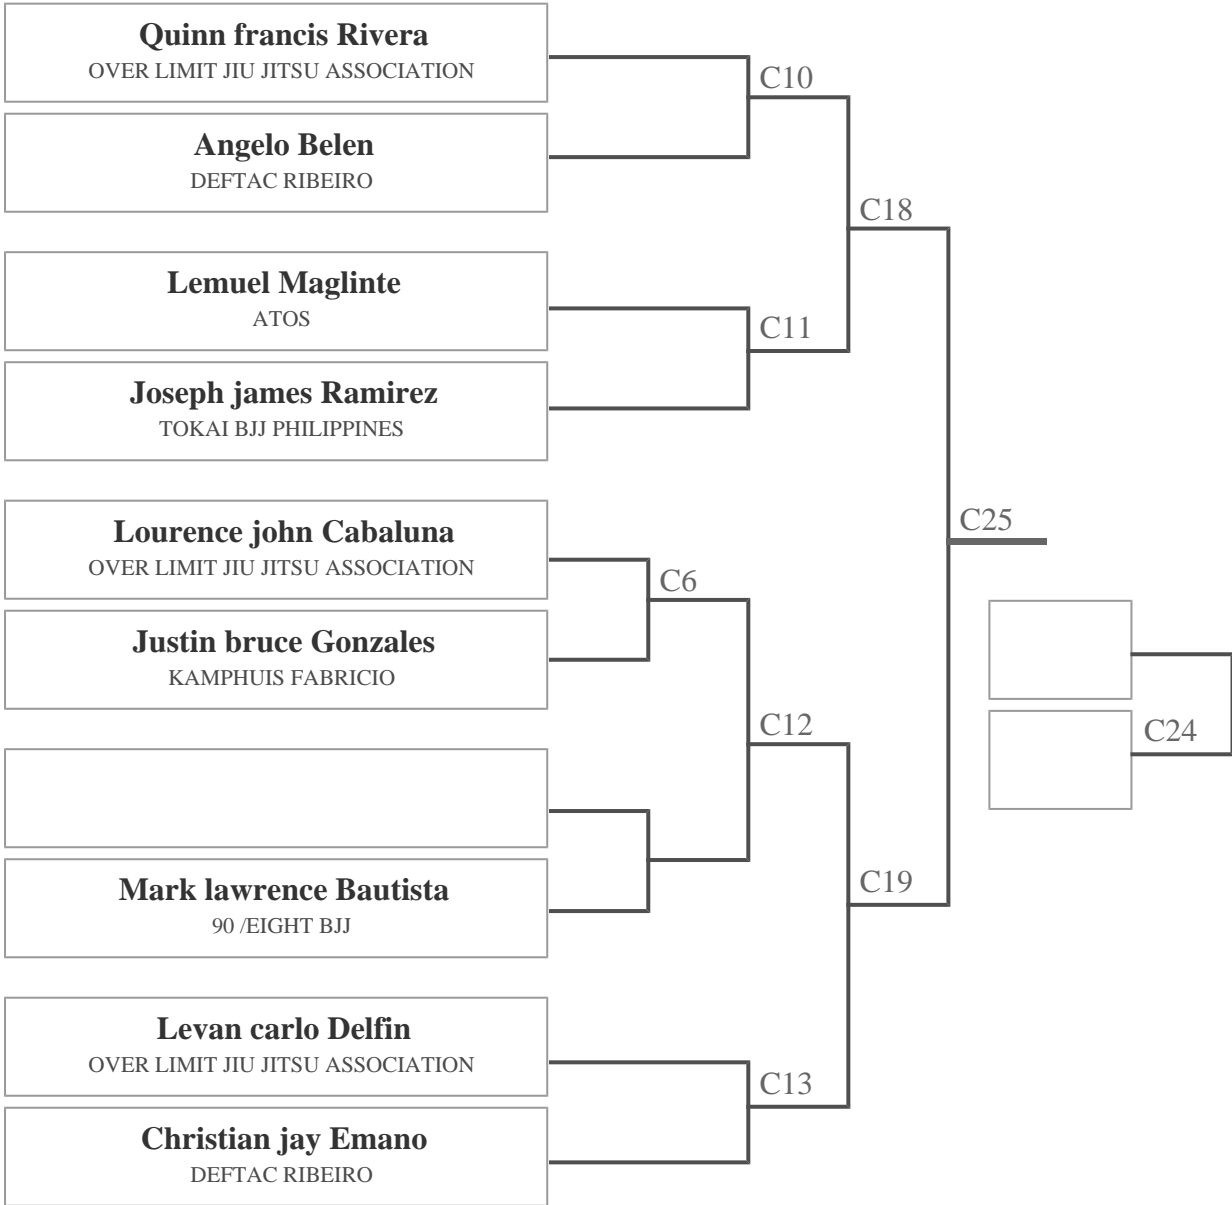 Quinn francis Rivera
OVER LIMIT JIU JITSU ASSOCIATION
C10
Angelo Belen
DEFTAC RIBEIRO
C18
Lemuel Maglinte
ATOS
C11
Joseph james Ramirez
TOKAI BJJ PHILIPPINES
Lourence john Cabaluna
OVER LIMIT JIU JITSU ASSOCIATION
C25
C6
Justin bruce Gonzales
KAMPHUIS FABRICIO
C12
C24
Mark lawrence Bautista
90 /EIGHT BJJ
C19
Levan carlo Delfin
OVER LIMIT JIU JITSU ASSOCIATION
C13
Christian jay Emano
DEFTAC RIBEIRO